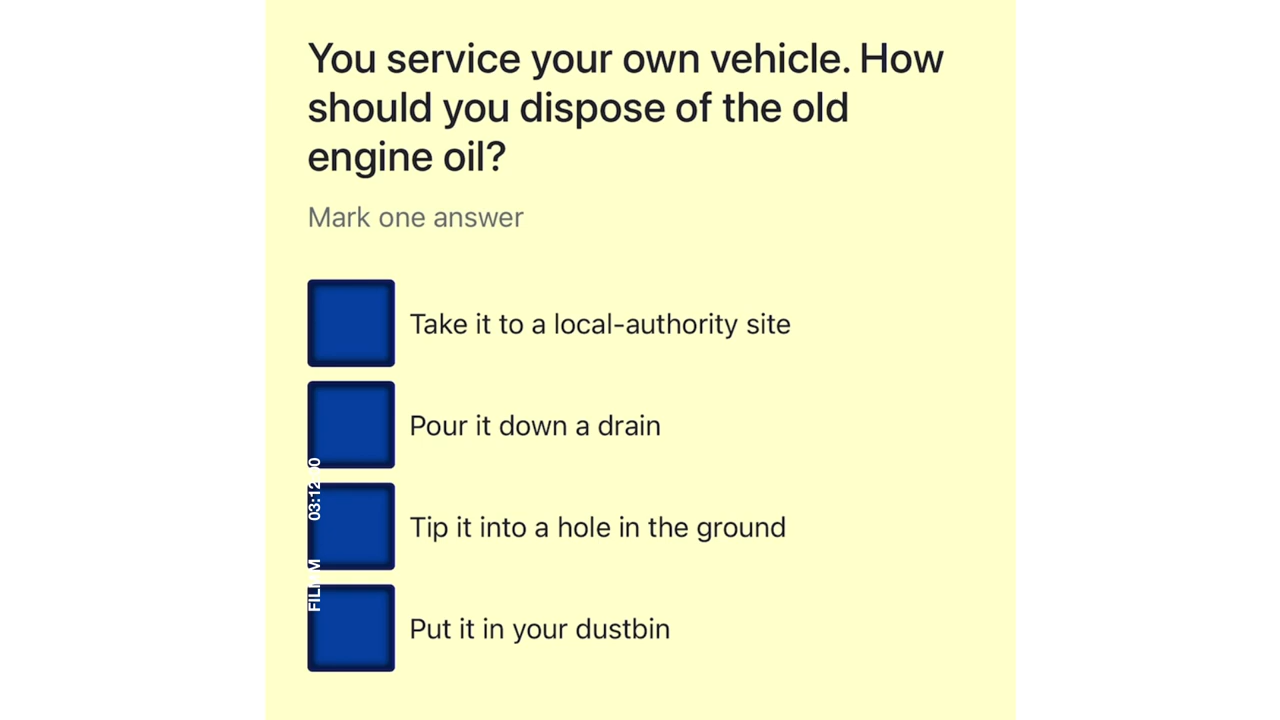 You service your own vehicle. How
should you dispose of the old
engine oil?
Mark one answer
Take it to a local-authority site
Pour it down a drain
Tip it into a hole in the ground
Put it in your dustbin